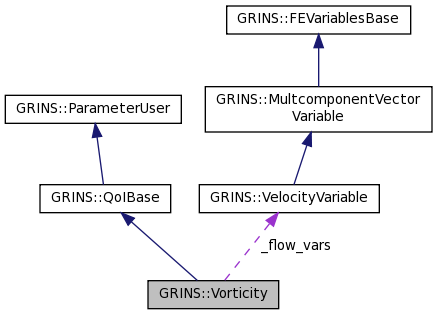 GRINS::FEVariablesBase
GRINS::ParameterUser
GRINS::MultcomponentVector
Variable
GRINS::QoIBase
GRINS::VelocityVariable
_flow_vars
GRINS::Vorticity